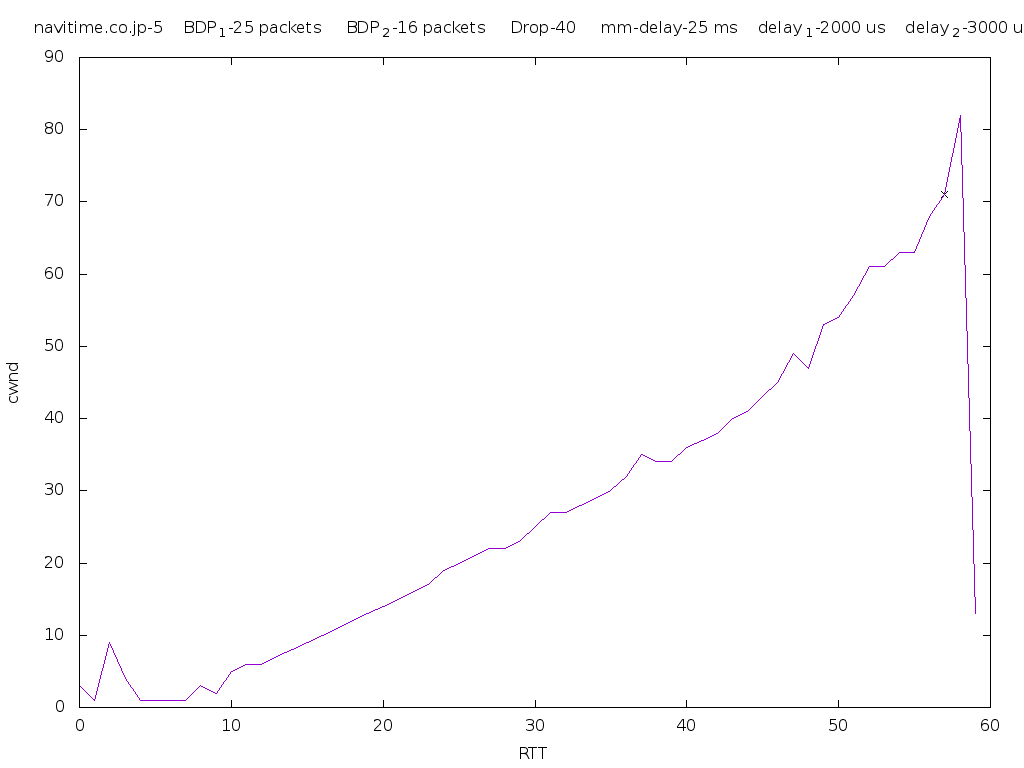 navitime.co.jp-5 BDP1-25 packets BDP2-16 packets Drop-40 mm-delay-25 ms delay1-2000 us delay2-3000 u
90
80
70
60
50
40
30
20
10
0
cwnd
0 10 20 30 40 50 60
RTT